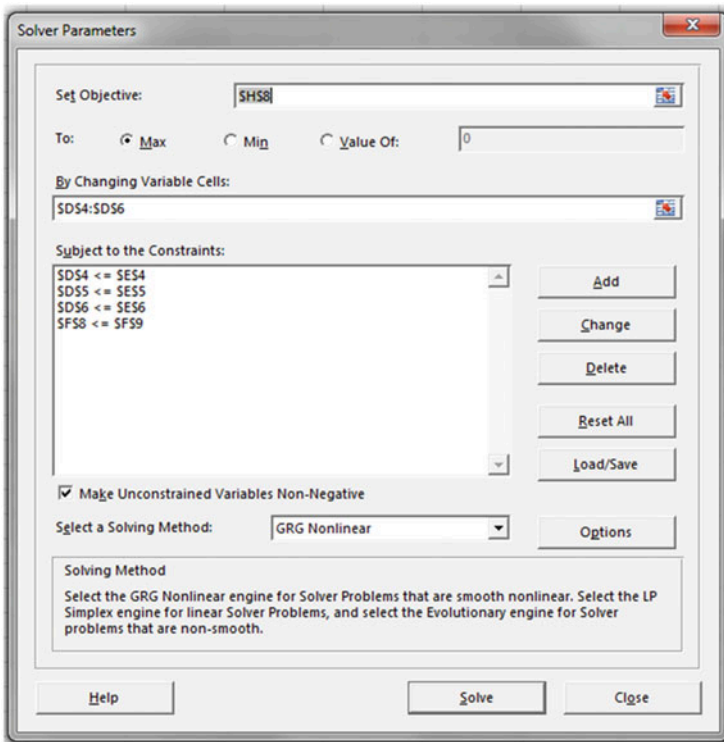 Solver Parameters
Set Objective: $H$8
To: Max Min Value Of: 0
By Changing Variable Cells:
$D$4:$D$6
Subject to the Constraints:
$D$4 <= $E$4
$D$5 <= $E$5
$D$6 <= $E$6
$F$8 <= $F$9
Add
Change
Delete
Reset All
Load/Save
Make Unconstrained Variables Non-Negative
Select a Solving Method: GRG Nonlinear Options
Solving Method
Select the GRG Nonlinear engine for Solver Problems that are smooth nonlinear. Select the LP
Simplex engine for linear Solver Problems, and select the Evolutionary engine for Solver
problems that are non-smooth.
Help Solve Close